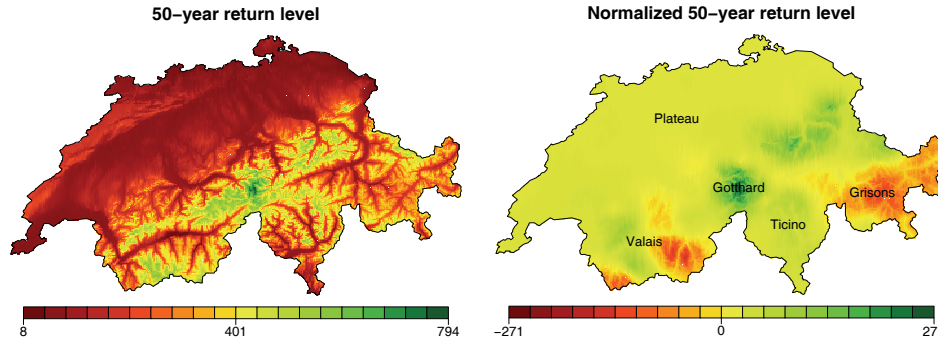 50−year return level
Normalized 50−year return level
Plateau
Gotthard
Grisons
Ticino
Valais
8
401
794
−271
0
27